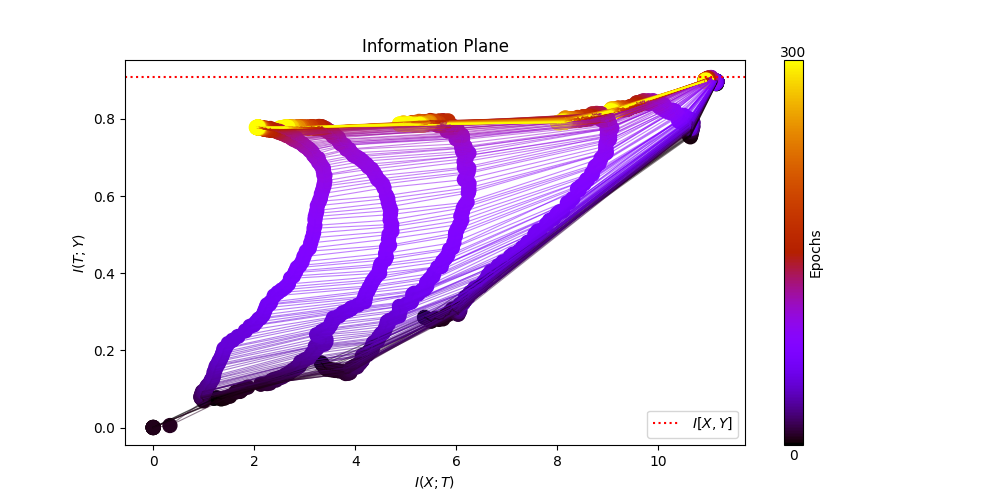 Information Plane
300
I(T; Y)
0.8
0.6
0.4
0.2
0.0
Epochs
I[X, Y]
0
0 2 4 6 8 10
I(X; T)